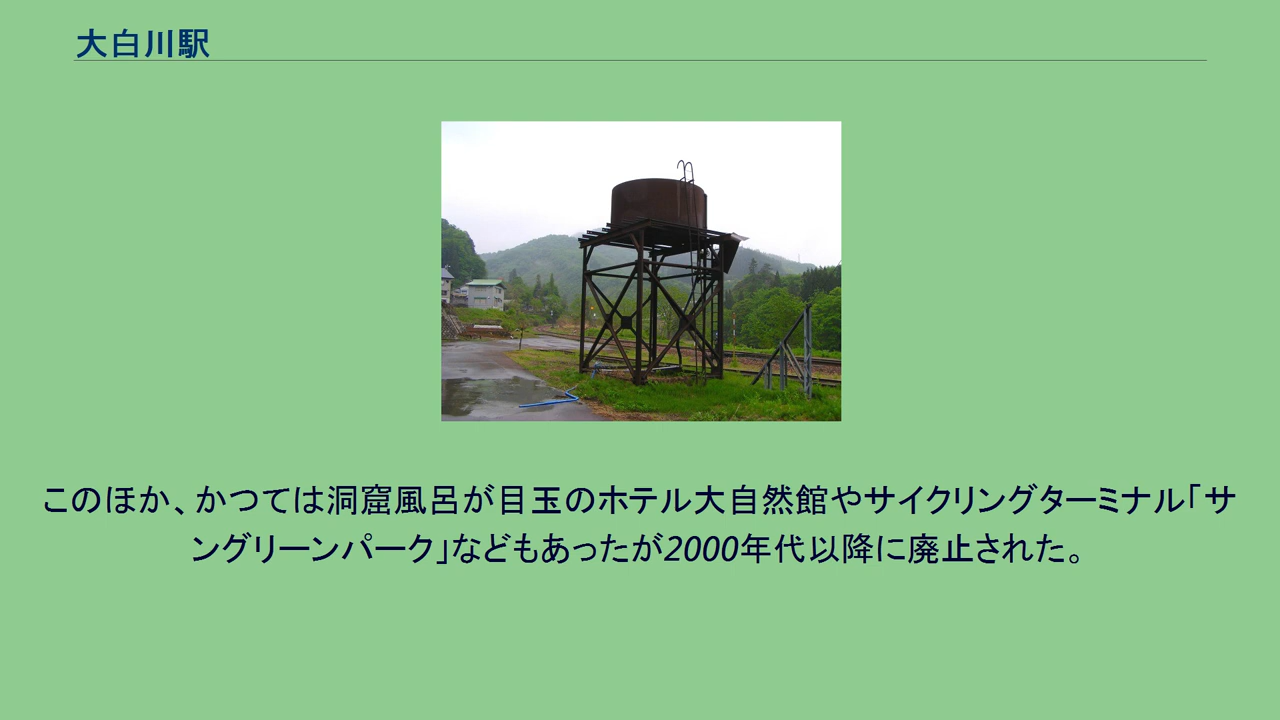 大白川駅
このほか、かつては洞窟風呂が目玉のホテル大自然館やサイクリングターミナル「サ
ングリーンパーク」などもあったが2000年代以降に廃止された。